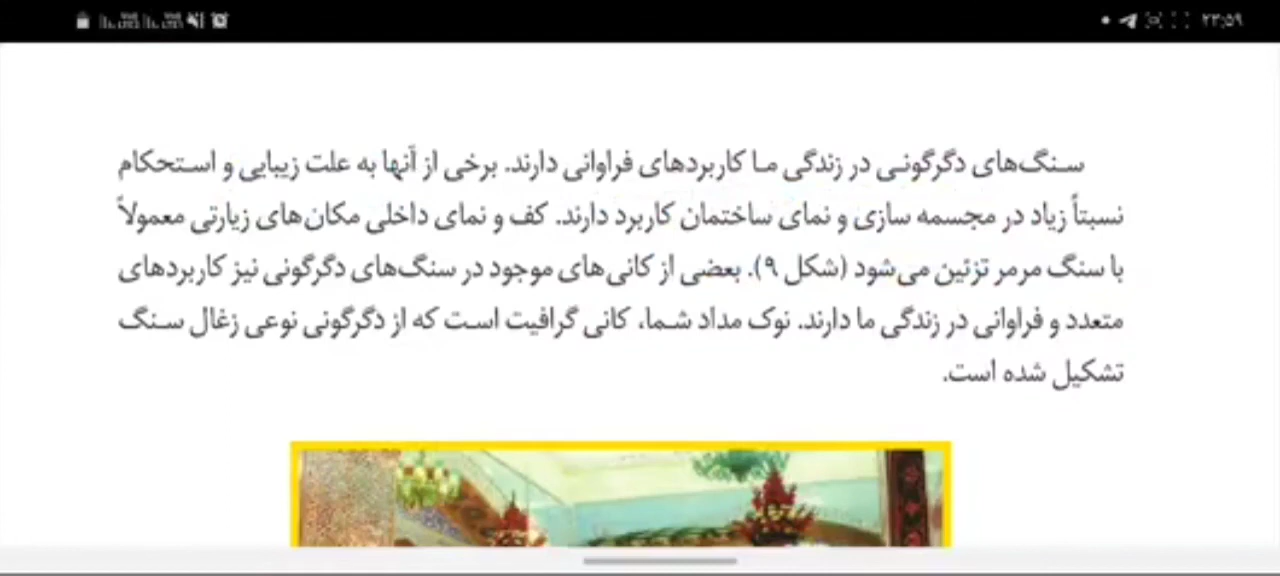 ۲۳:۵۹
سنگ‌های دگرگونی در زندگی ما کاربردهای فراوانی دارند. برخی از آنها به علت زیبایی و استحکام
نسبتاً زیاد در مجسمه سازی و نمای ساختمان کاربرد دارند. کف و نمای داخلی مکان‌های زیارتی معمولاً
با سنگ مرمر تزئین می‌شود (شکل ۹). بعضی از کانی‌های موجود در سنگ‌های دگرگونی نیز کاربردهای
متعدد و فراوانی در زندگی ما دارند. نوک مداد شما، کانی گرافیت است که از دگرگونی نوعی زغال سنگ
تشکیل شده است.